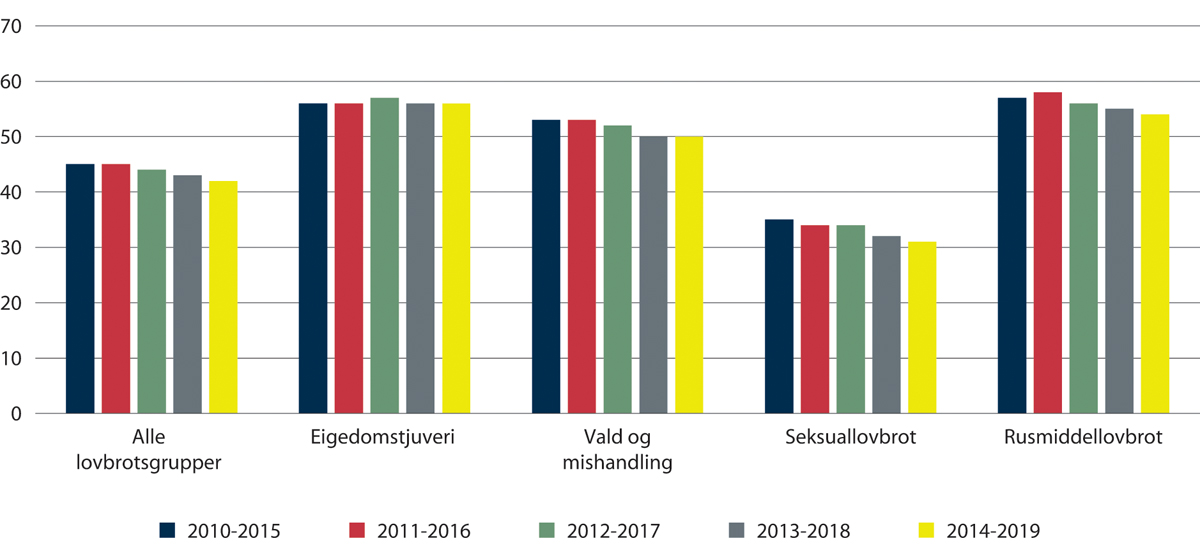 70
60
50
40
30
20
10
0
Alle
lovbrotsgrupper
Eigedomstjuveri
Vald og
mishandling
Seksuallovbrot
Rusmiddellovbrot
2010-2015
2011-2016
2012-2017
2013-2018
2014-2019